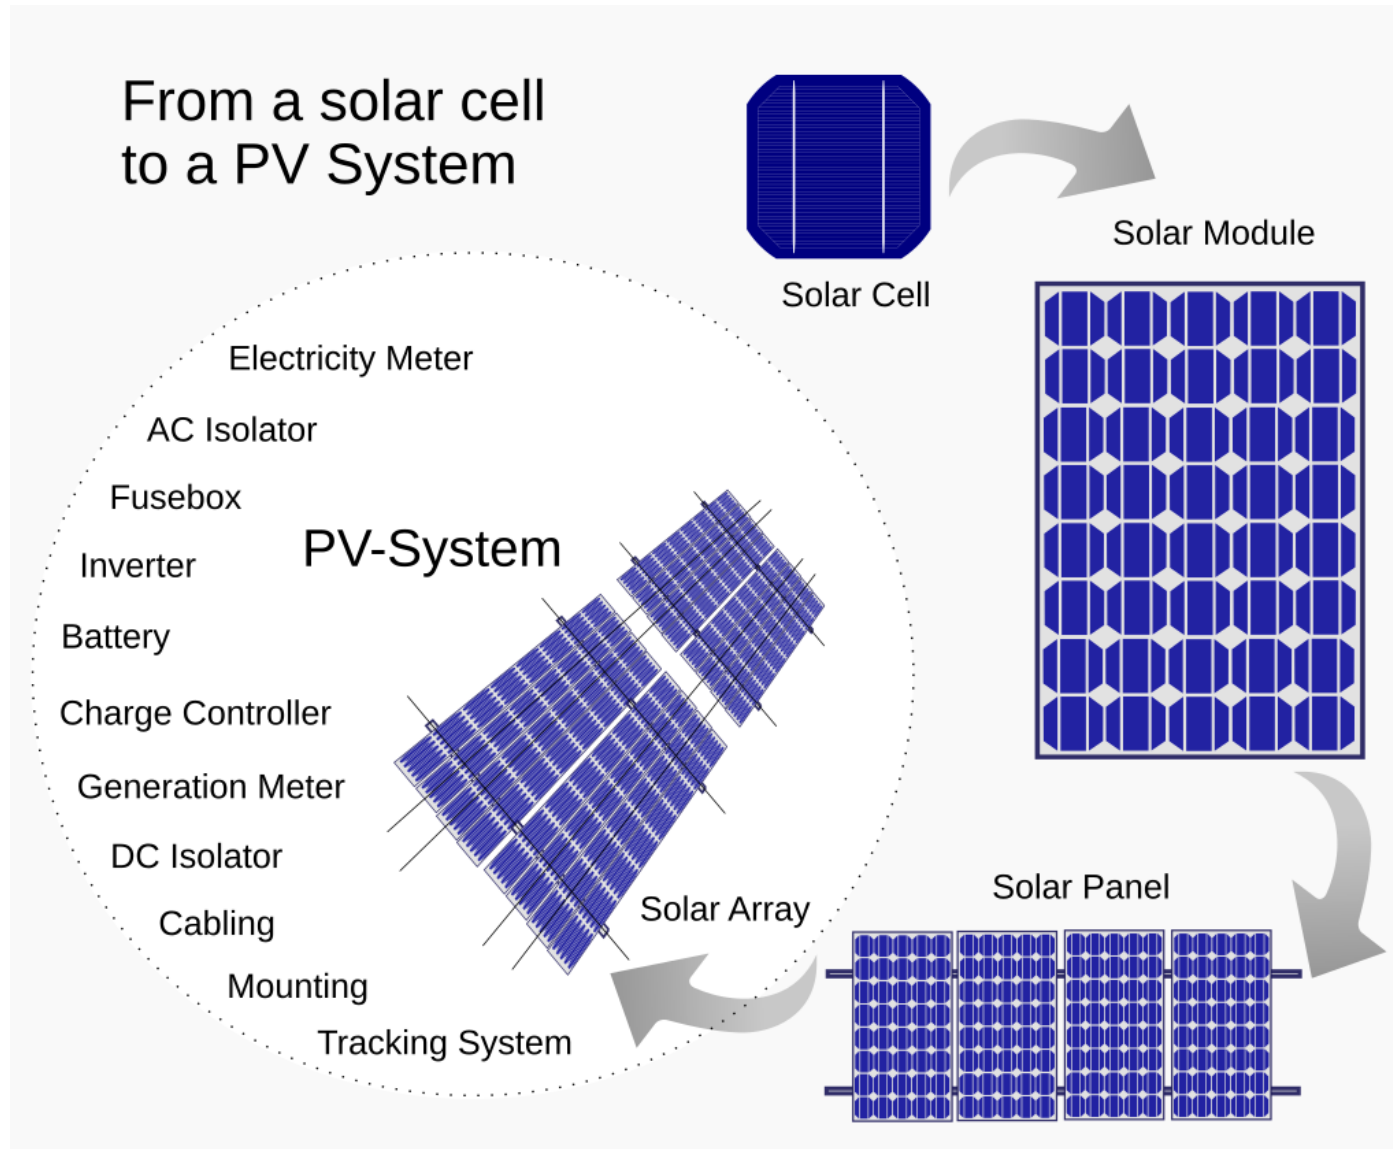 From a solar cell
to a PV System
Solar Cell
Solar Module
Electricity Meter
AC Isolator
Fusebox
PV-System
Inverter
Battery
Charge Controller
Generation Meter
DC Isolator
Cabling
Mounting
Tracking System
Solar Array
Solar Panel